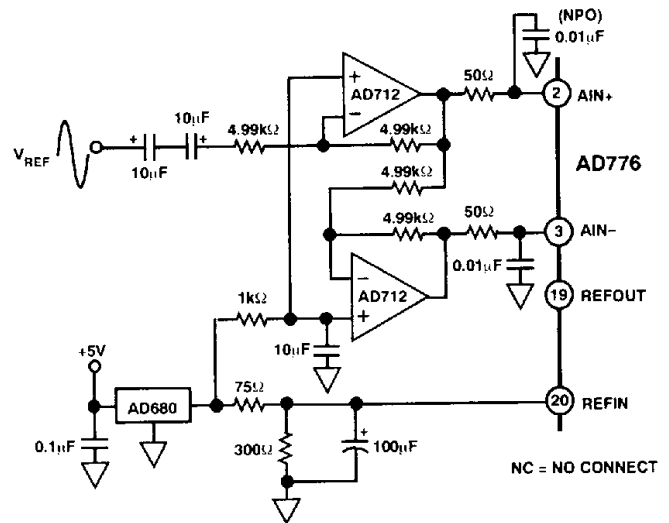 (NPO)
0.01µF
50Ω
2
AIN+
+
AD712
−
10µF
+
+
4.99kΩ
4.99kΩ
VREF
10µF
AD776
4.99kΩ
4.99kΩ
50Ω
3
AIN−
0.01µF
−
AD712
+
19
REFOUT
1kΩ
10µF
+5V
75Ω
20
REFIN
AD680
+
0.1µF
300Ω
100µF
NC = NO CONNECT